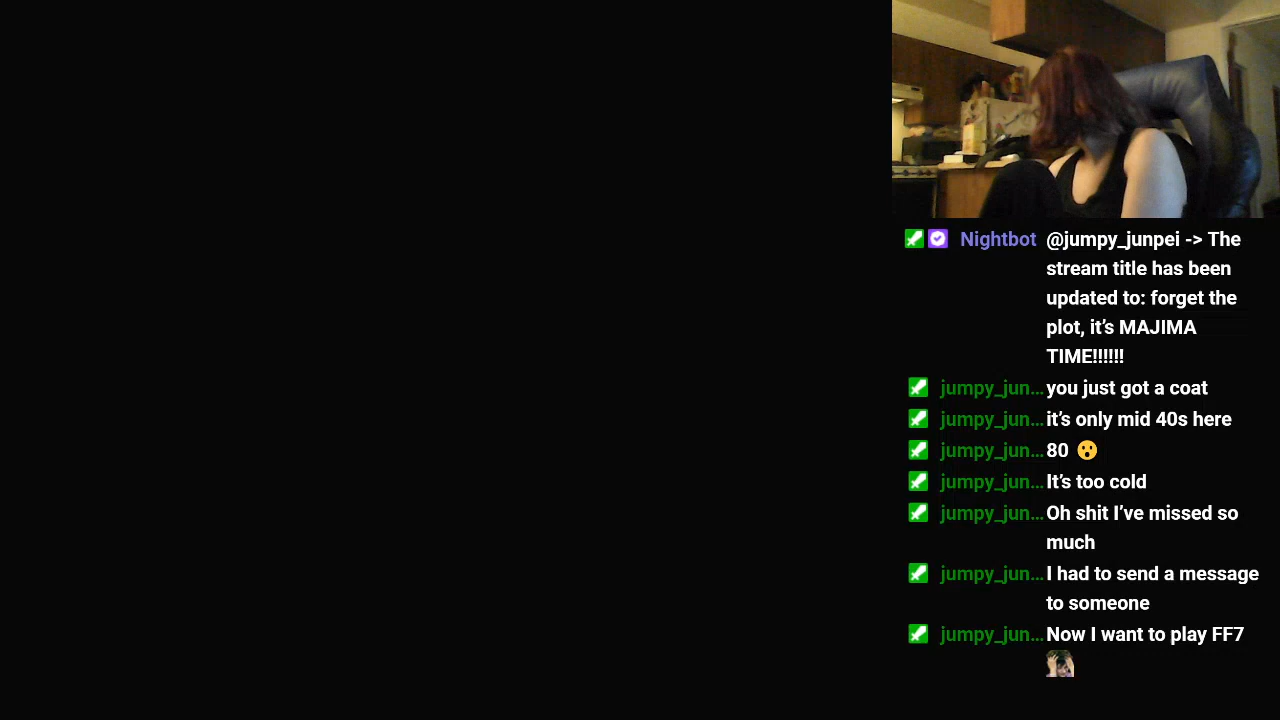 Nightbot @jumpy_junpei -> The
stream title has been
updated to: forget the
plot, it’s MAJIMA
TIME!!!!!!
jumpy_jun… you just got a coat
jumpy_jun… it’s only mid 40s here
jumpy_jun… 80 😮
jumpy_jun… It’s too cold
jumpy_jun… Oh shit I’ve missed so
much
jumpy_jun… I had to send a message
to someone
jumpy_jun… Now I want to play FF7